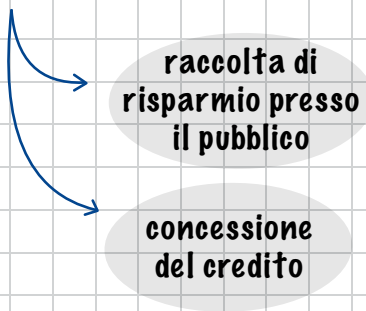 raccolta di
risparmio presso
il pubblico
concessione
del credito